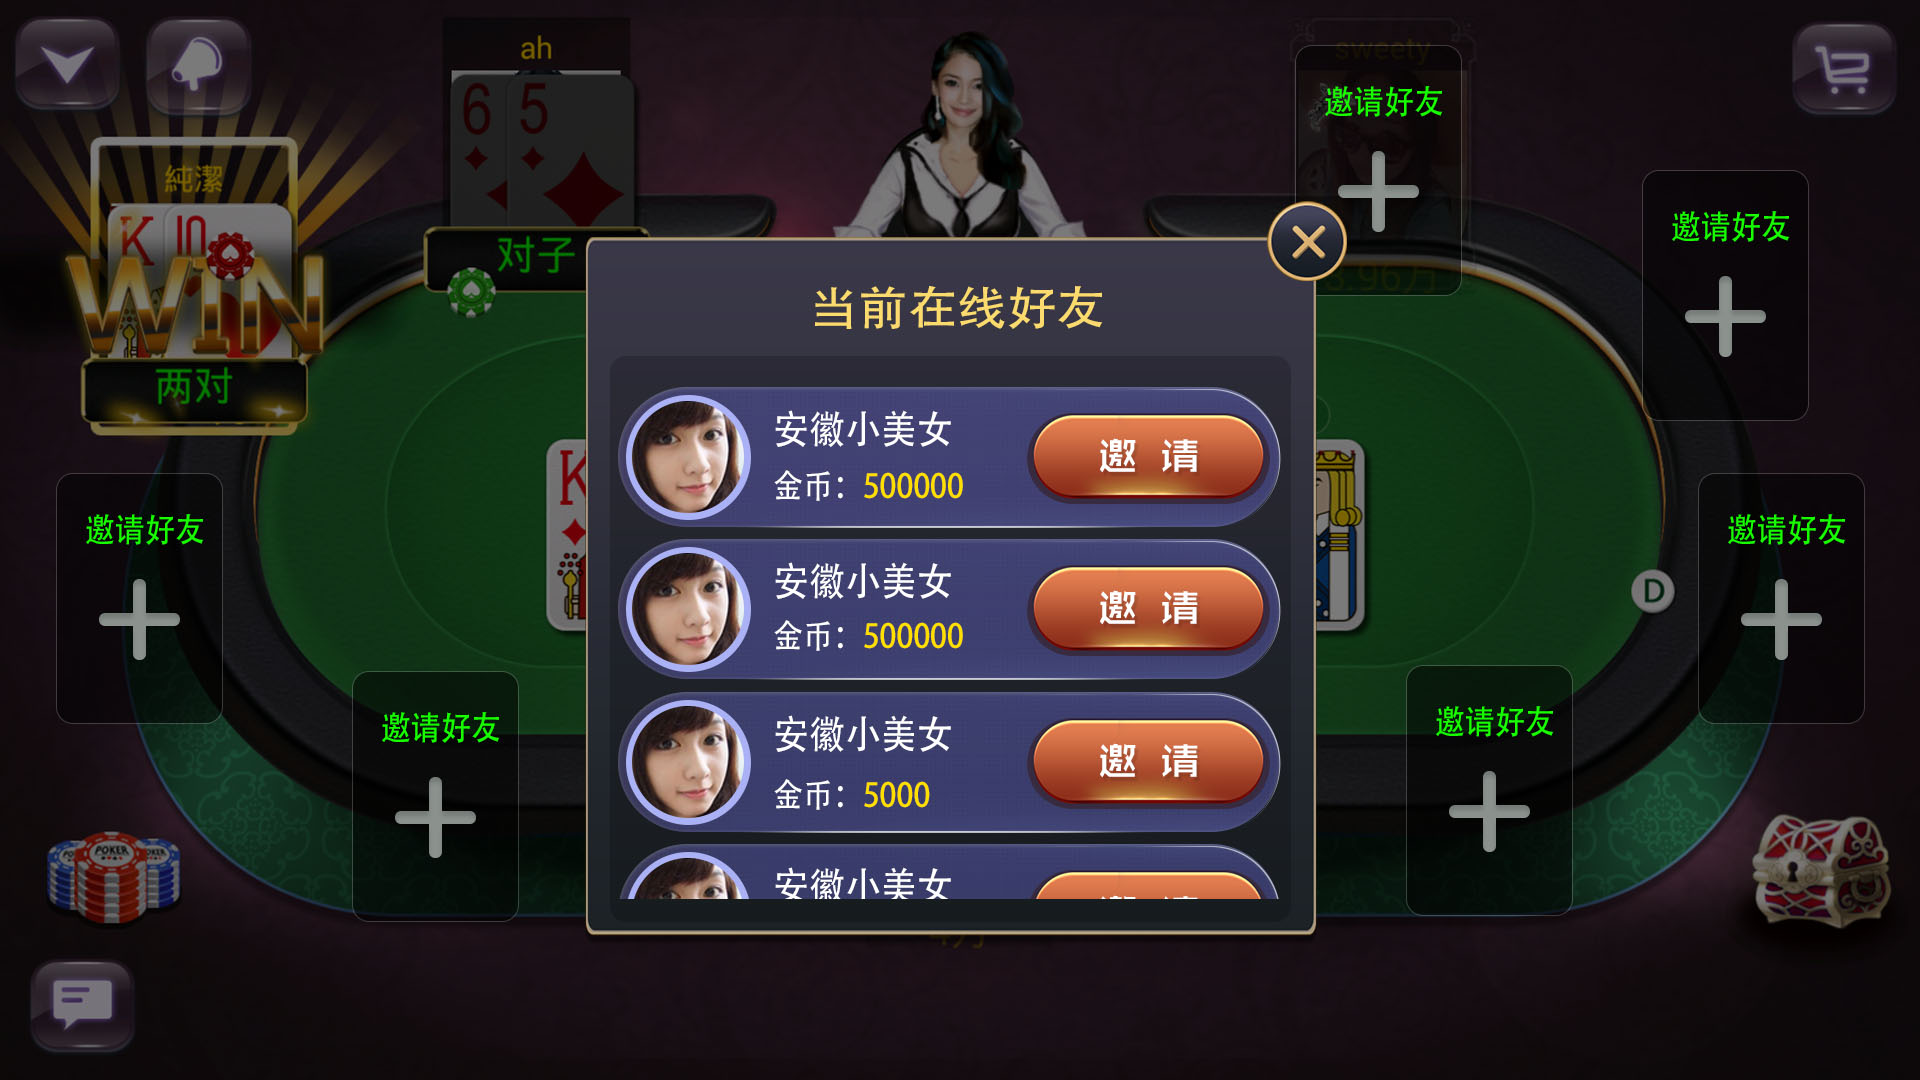 ah
sweety
6 5
純潔
K 10
WIN
两对
对子
邀请好友
邀请好友
3.96万
当前在线好友
安徽小美女
金币：500000
邀 请
安徽小美女
金币：500000
邀 请
安徽小美女
金币：5000
邀 请
安徽小美女
邀 请
K
邀请好友
邀请好友
D
邀请好友
邀请好友
POKER